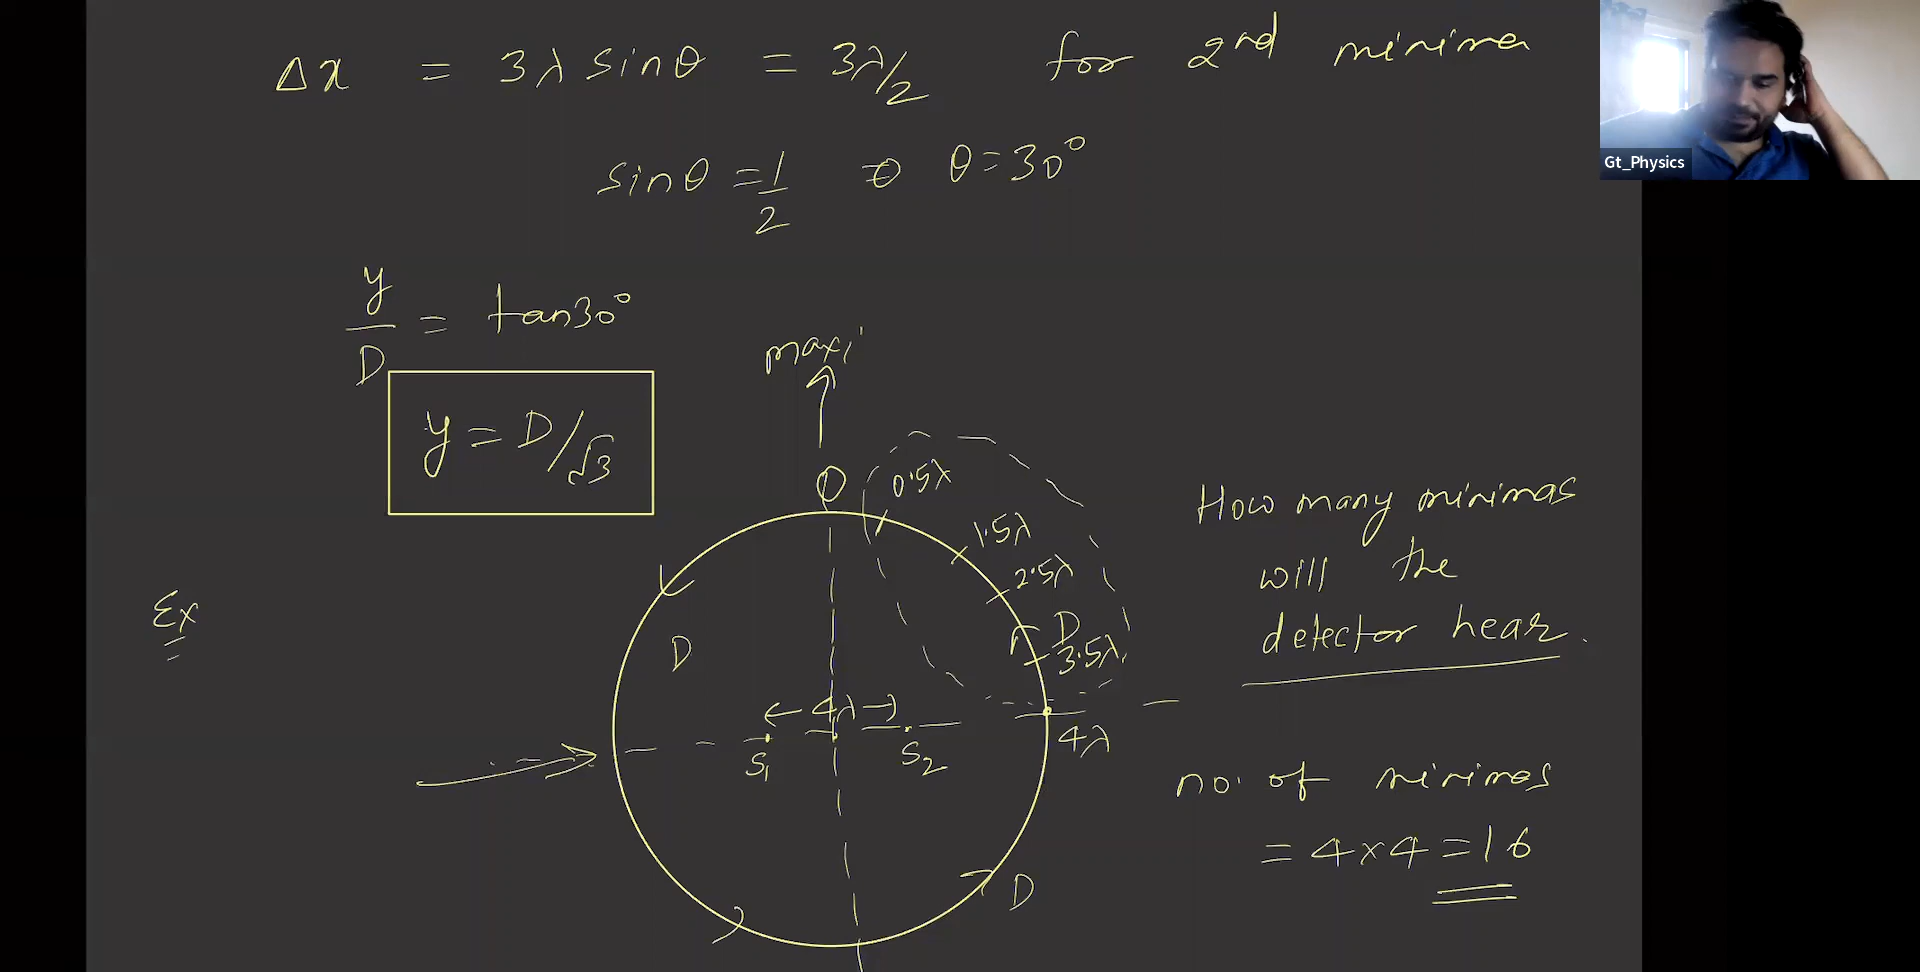 Δx = 3λ sinθ = 3λ/2 for 2nd minima
Gt_Physics
sinθ = 1/2 ⇒ θ = 30°
y/D = tan30°
maxi
y = D/√3
0
0.5λ
1.5λ
2.5λ
D
3.5λ
How many minimas
will the
detector hear.
Ex
D
←4λ→
S1
S2
4λ
no. of minimas
= 4×4 = 16
D